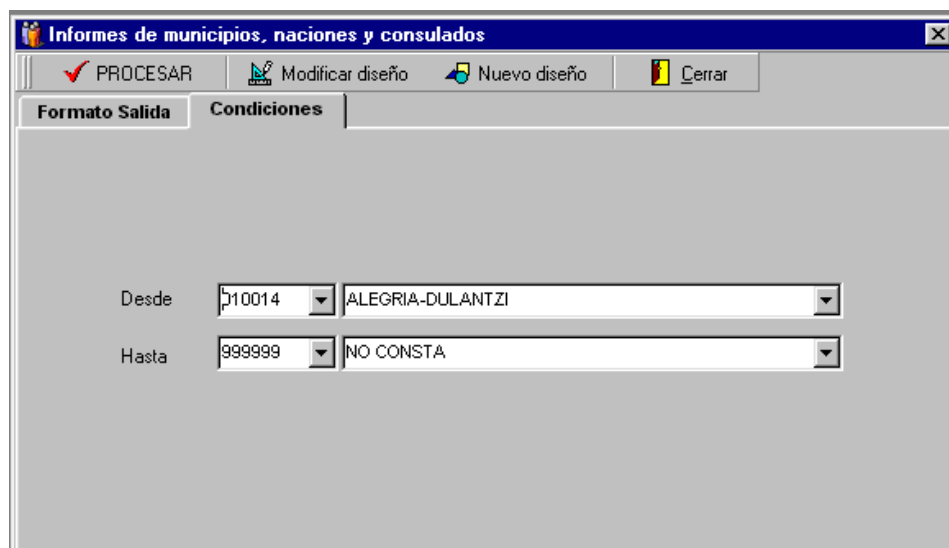 Informes de municipios, naciones y consulados
PROCESAR Modificar diseño Nuevo diseño Cerrar
Formato Salida Condiciones
Desde 010014 ALEGRIA-DULANTZI
Hasta 999999 NO CONSTA